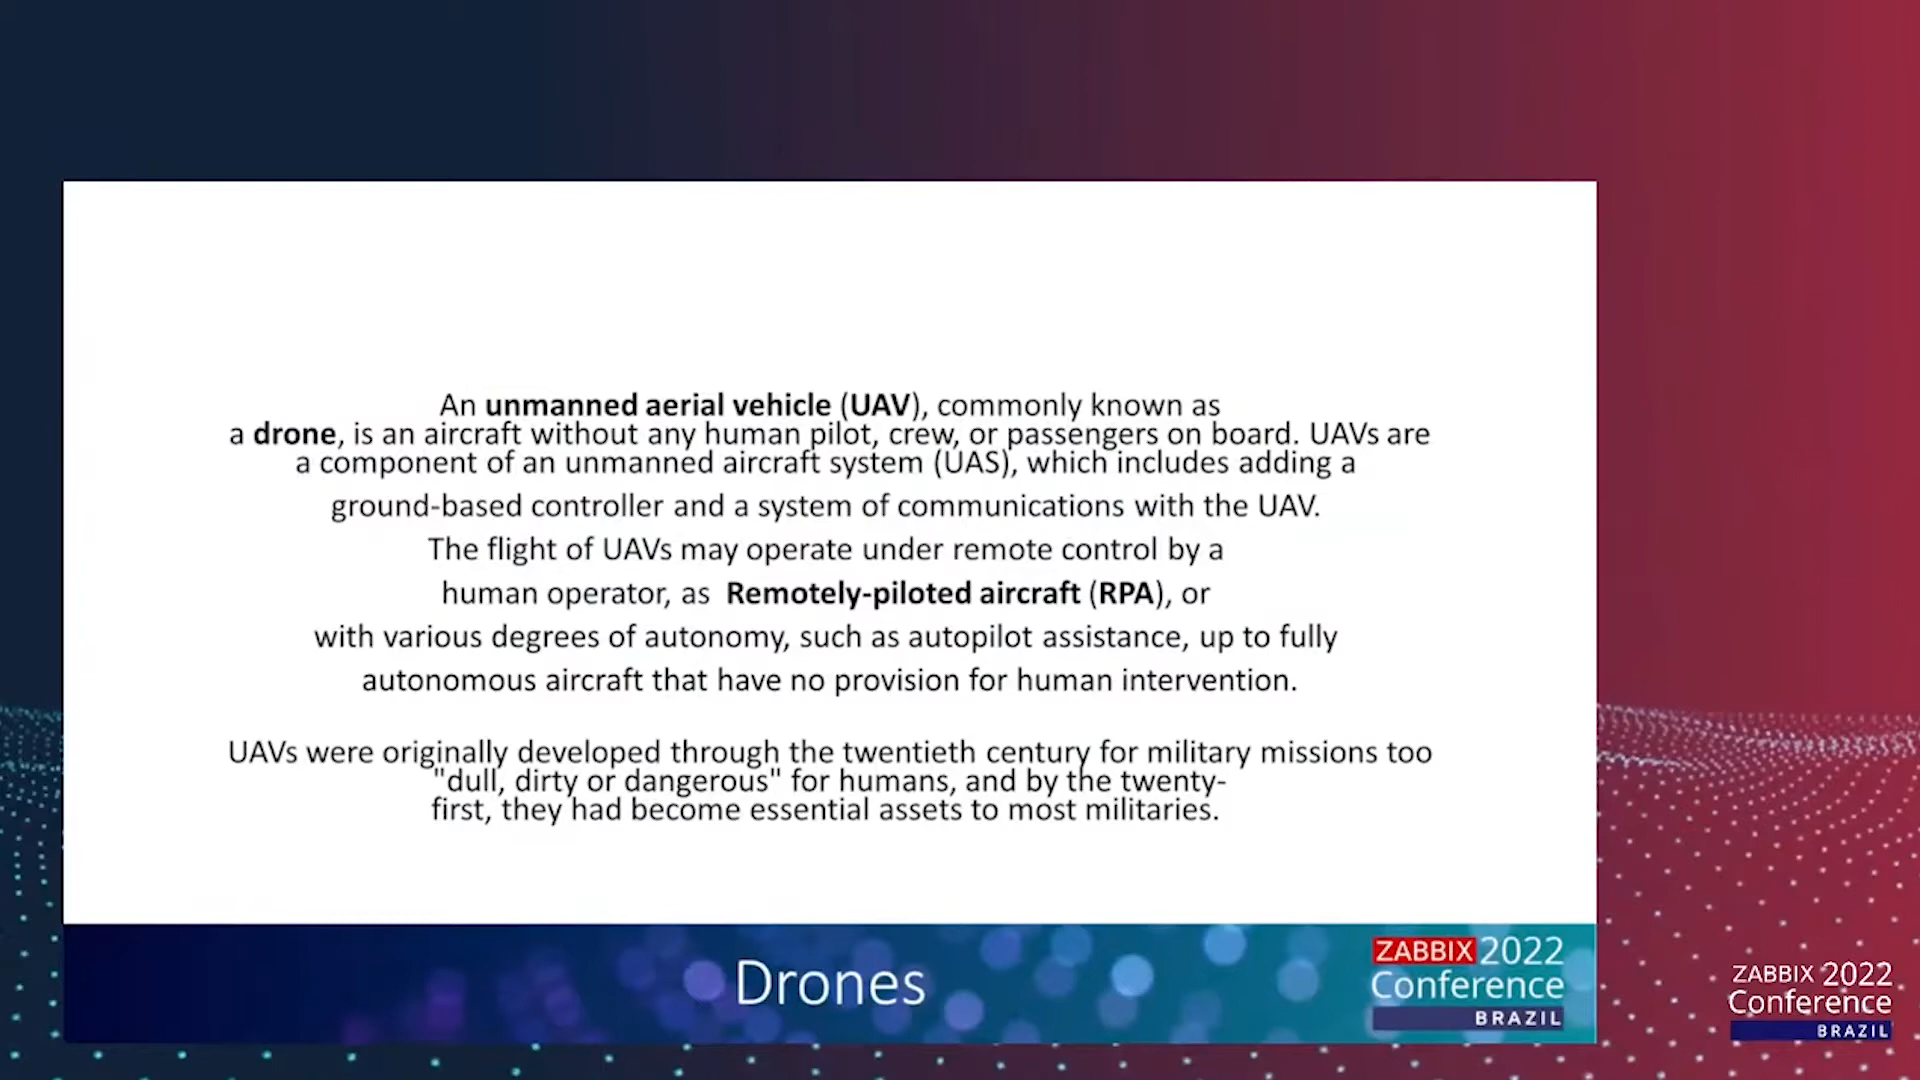 An unmanned aerial vehicle (UAV), commonly known as
a drone, is an aircraft without any human pilot, crew, or passengers on board. UAVs are
a component of an unmanned aircraft system (UAS), which includes adding a
ground-based controller and a system of communications with the UAV.
The flight of UAVs may operate under remote control by a
human operator, as  Remotely-piloted aircraft (RPA), or
with various degrees of autonomy, such as autopilot assistance, up to fully
autonomous aircraft that have no provision for human intervention.
UAVs were originally developed through the twentieth century for military missions too
"dull, dirty or dangerous" for humans, and by the twenty-
first, they had become essential assets to most militaries.
Drones
ZABBIX 2022
Conference
BRAZIL
ZABBIX 2022
Conference
BRAZIL